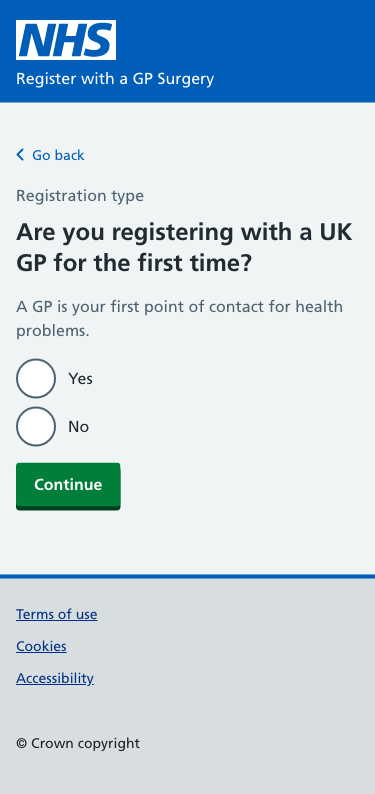 NHS
Register with a GP Surgery
Go back
Registration type
Are you registering with a UK
GP for the first time?
A GP is your first point of contact for health
problems.
Yes
No
Continue
Terms of use
Cookies
Accessibility
© Crown copyright